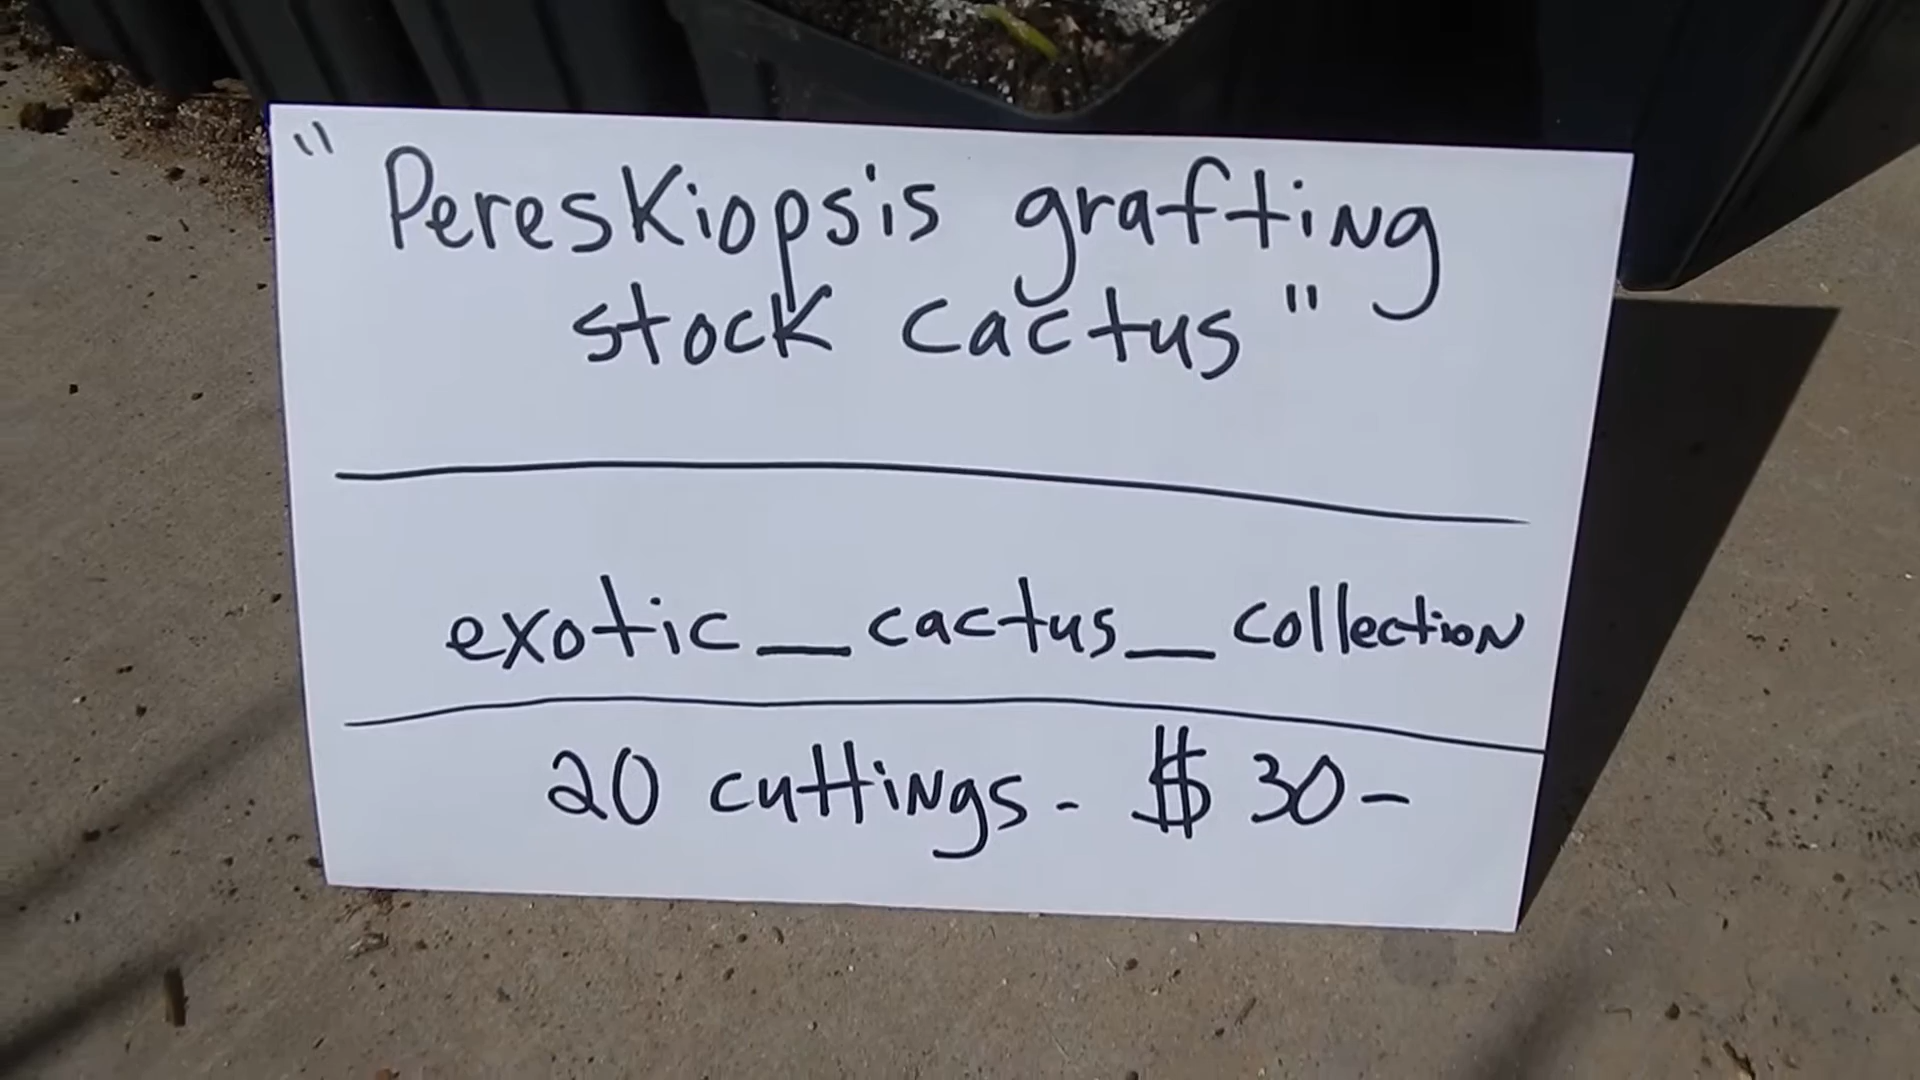 "Pereskiopsis grafting
stock cactus"
exotic_cactus_collection
20 cuttings - $30-